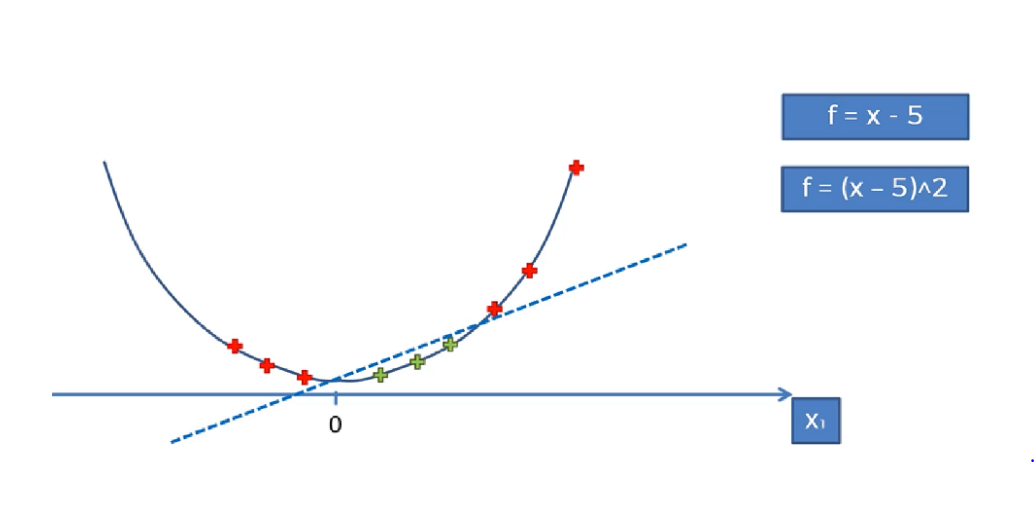 f = x - 5
f = (x – 5)^2
0
x₁